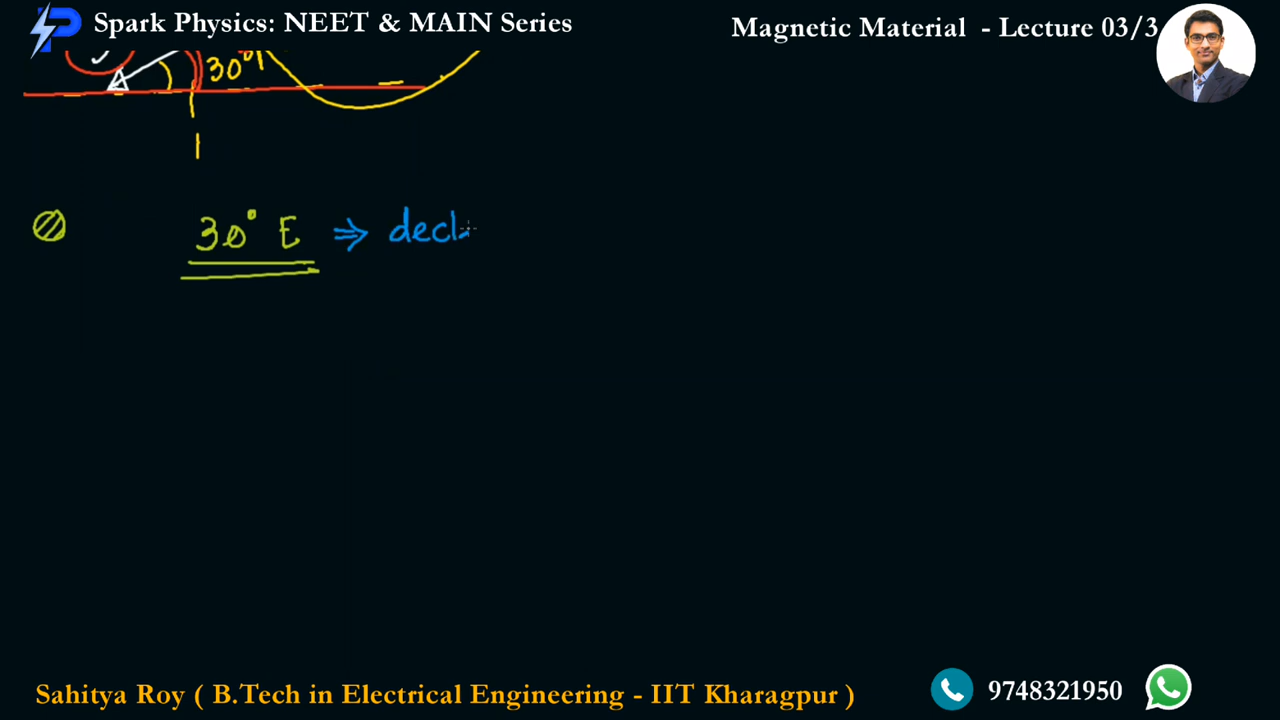 Spark Physics: NEET & MAIN Series
Magnetic Material - Lecture 03/3
30°
30° E ⇒ decl
Sahitya Roy ( B.Tech in Electrical Engineering - IIT Kharagpur )
9748321950